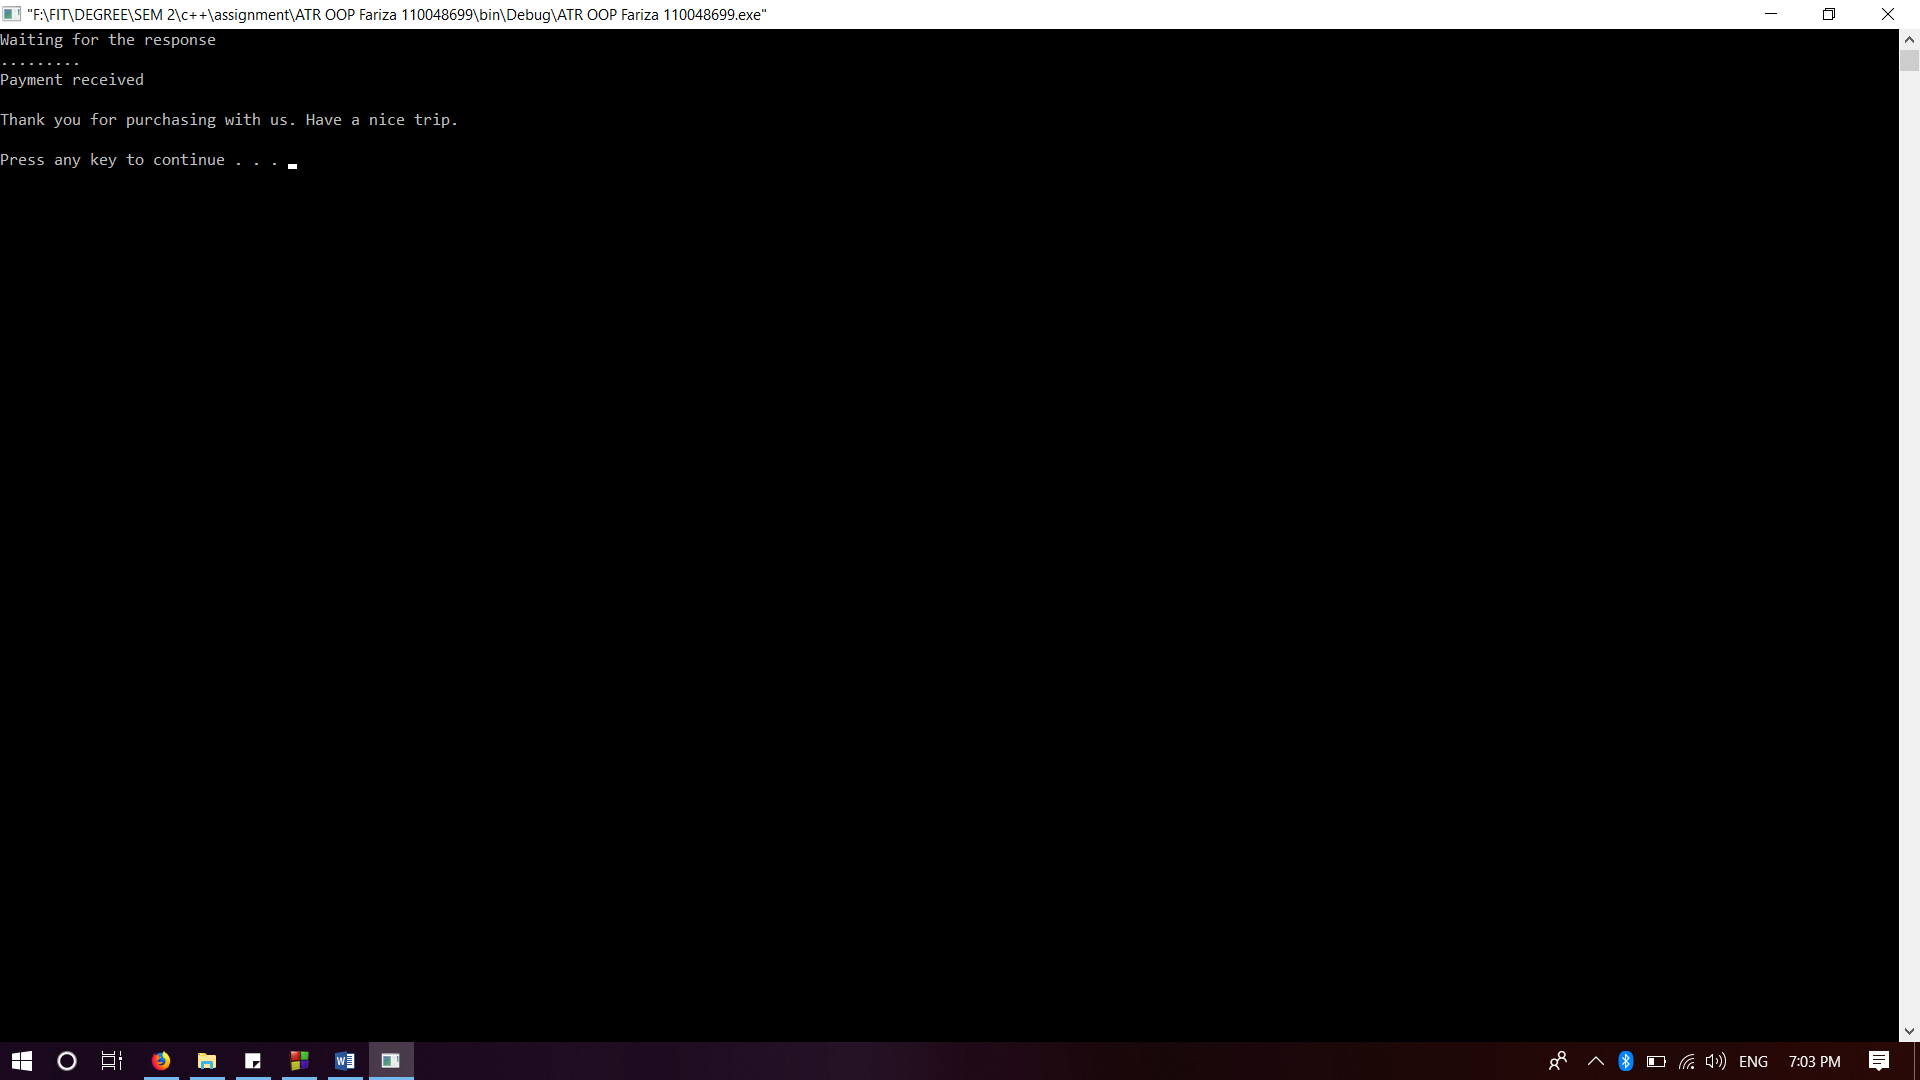 "F:\FIT\DEGREE\SEM 2\c++\assignment\ATR OOP Fariza 110048699\bin\Debug\ATR OOP Fariza 110048699.exe"
Waiting for the response
.........
Payment received
Thank you for purchasing with us. Have a nice trip.
Press any key to continue . . .
ENG 7:03 PM